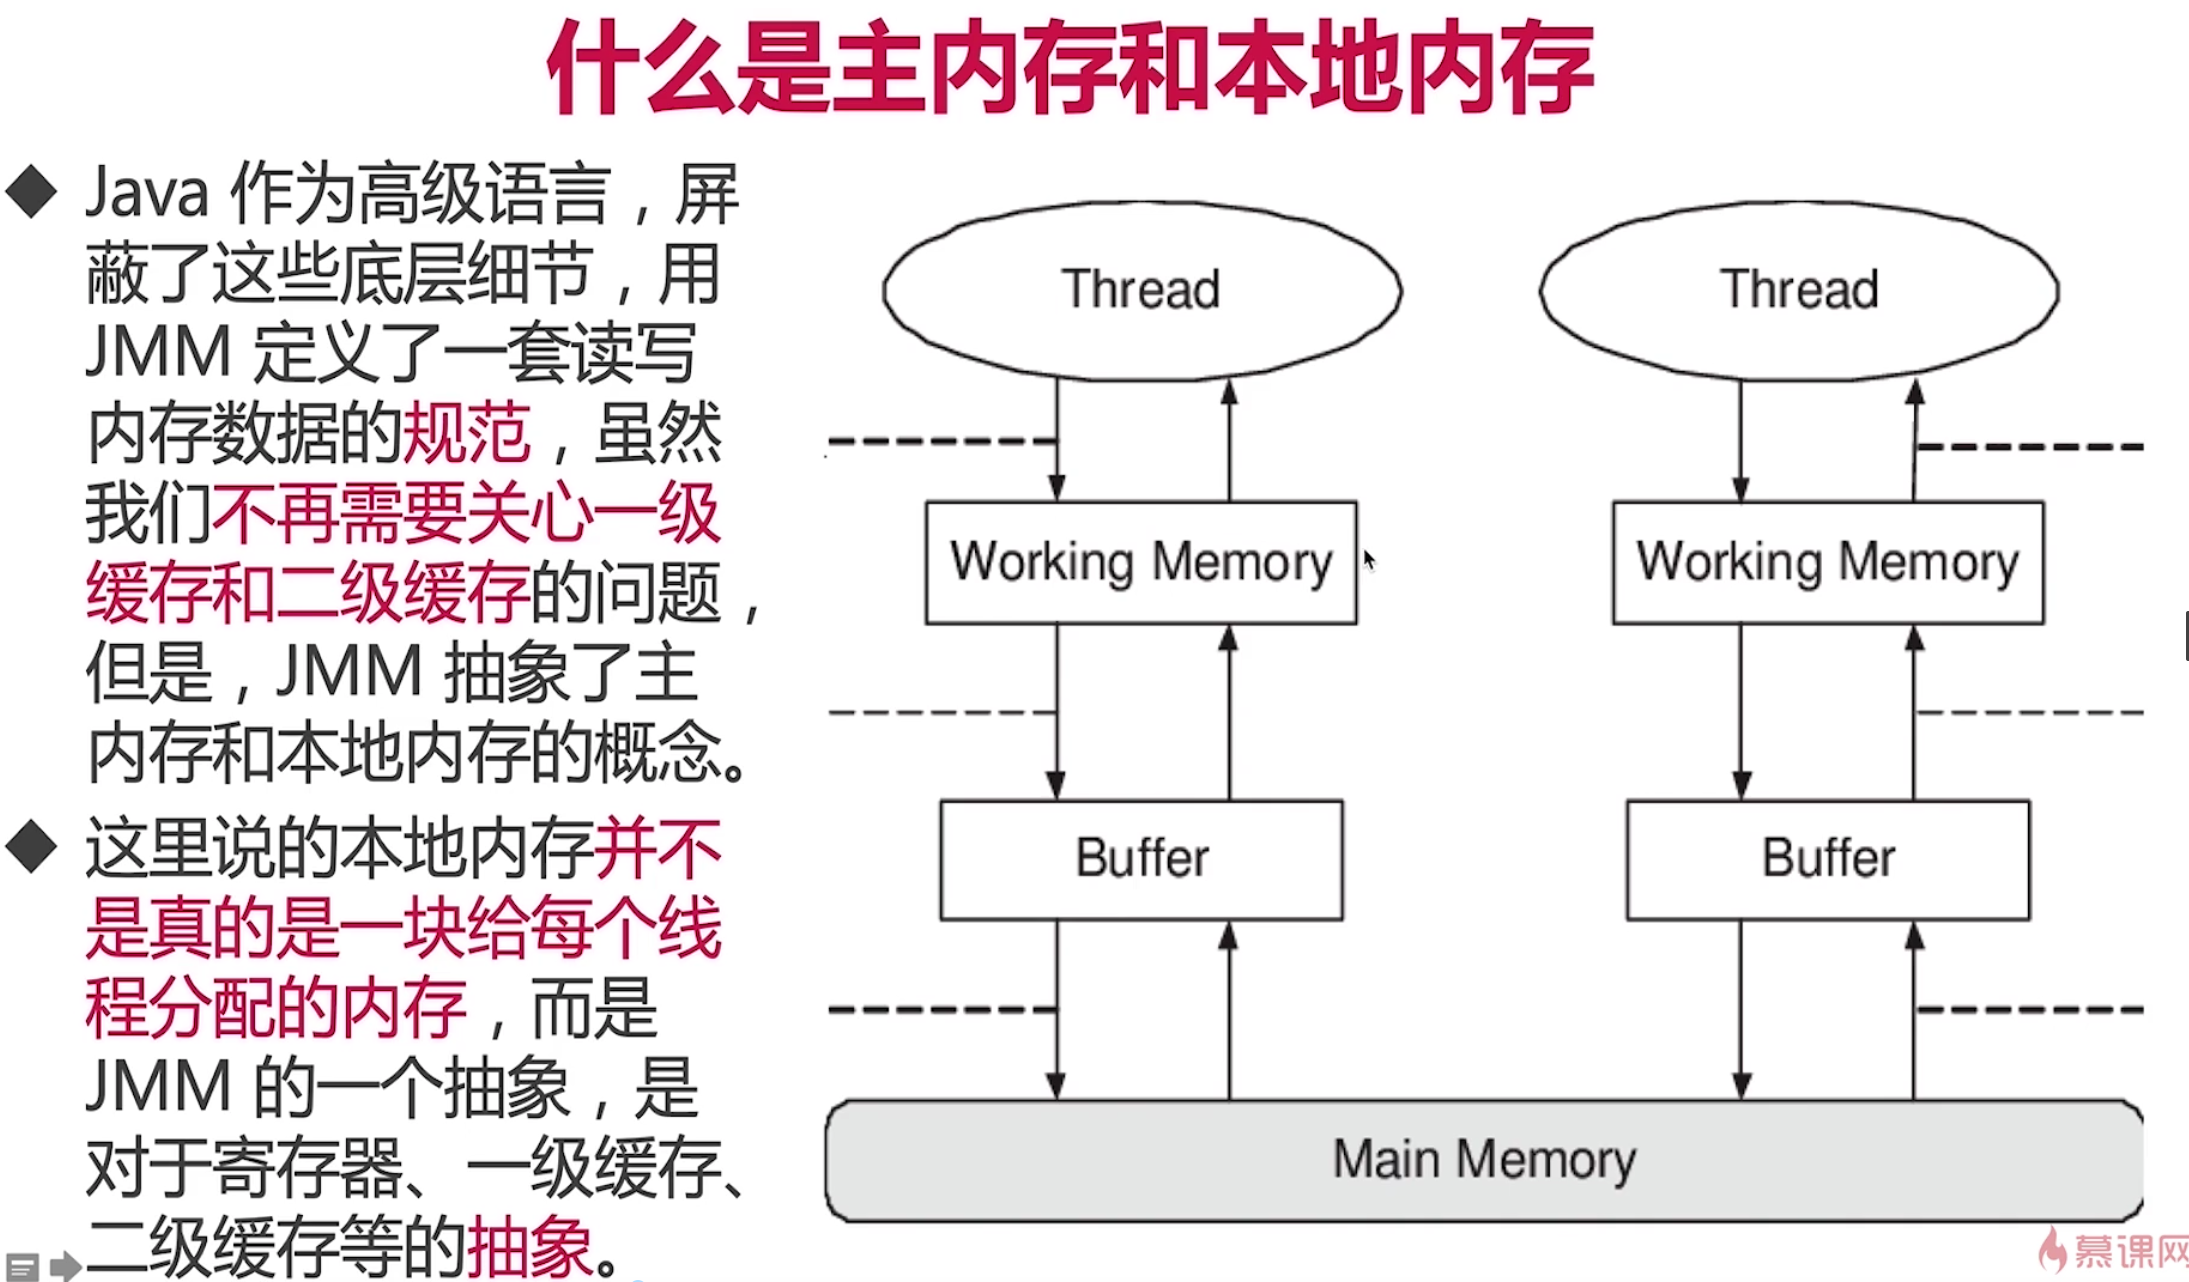 什么是主内存和本地内存
Java 作为高级语言，屏
蔽了这些底层细节，用
JMM 定义了一套读写
内存数据的规范，虽然
我们不再需要关心一级
缓存和二级缓存的问题，
但是，JMM 抽象了主
内存和本地内存的概念。
这里说的本地内存并不
是真的是一块给每个线
程分配的内存，而是
JMM 的一个抽象，是
对于寄存器、一级缓存、
二级缓存等的抽象。
Thread
Thread
Working Memory
Working Memory
Buffer
Buffer
Main Memory
慕课网